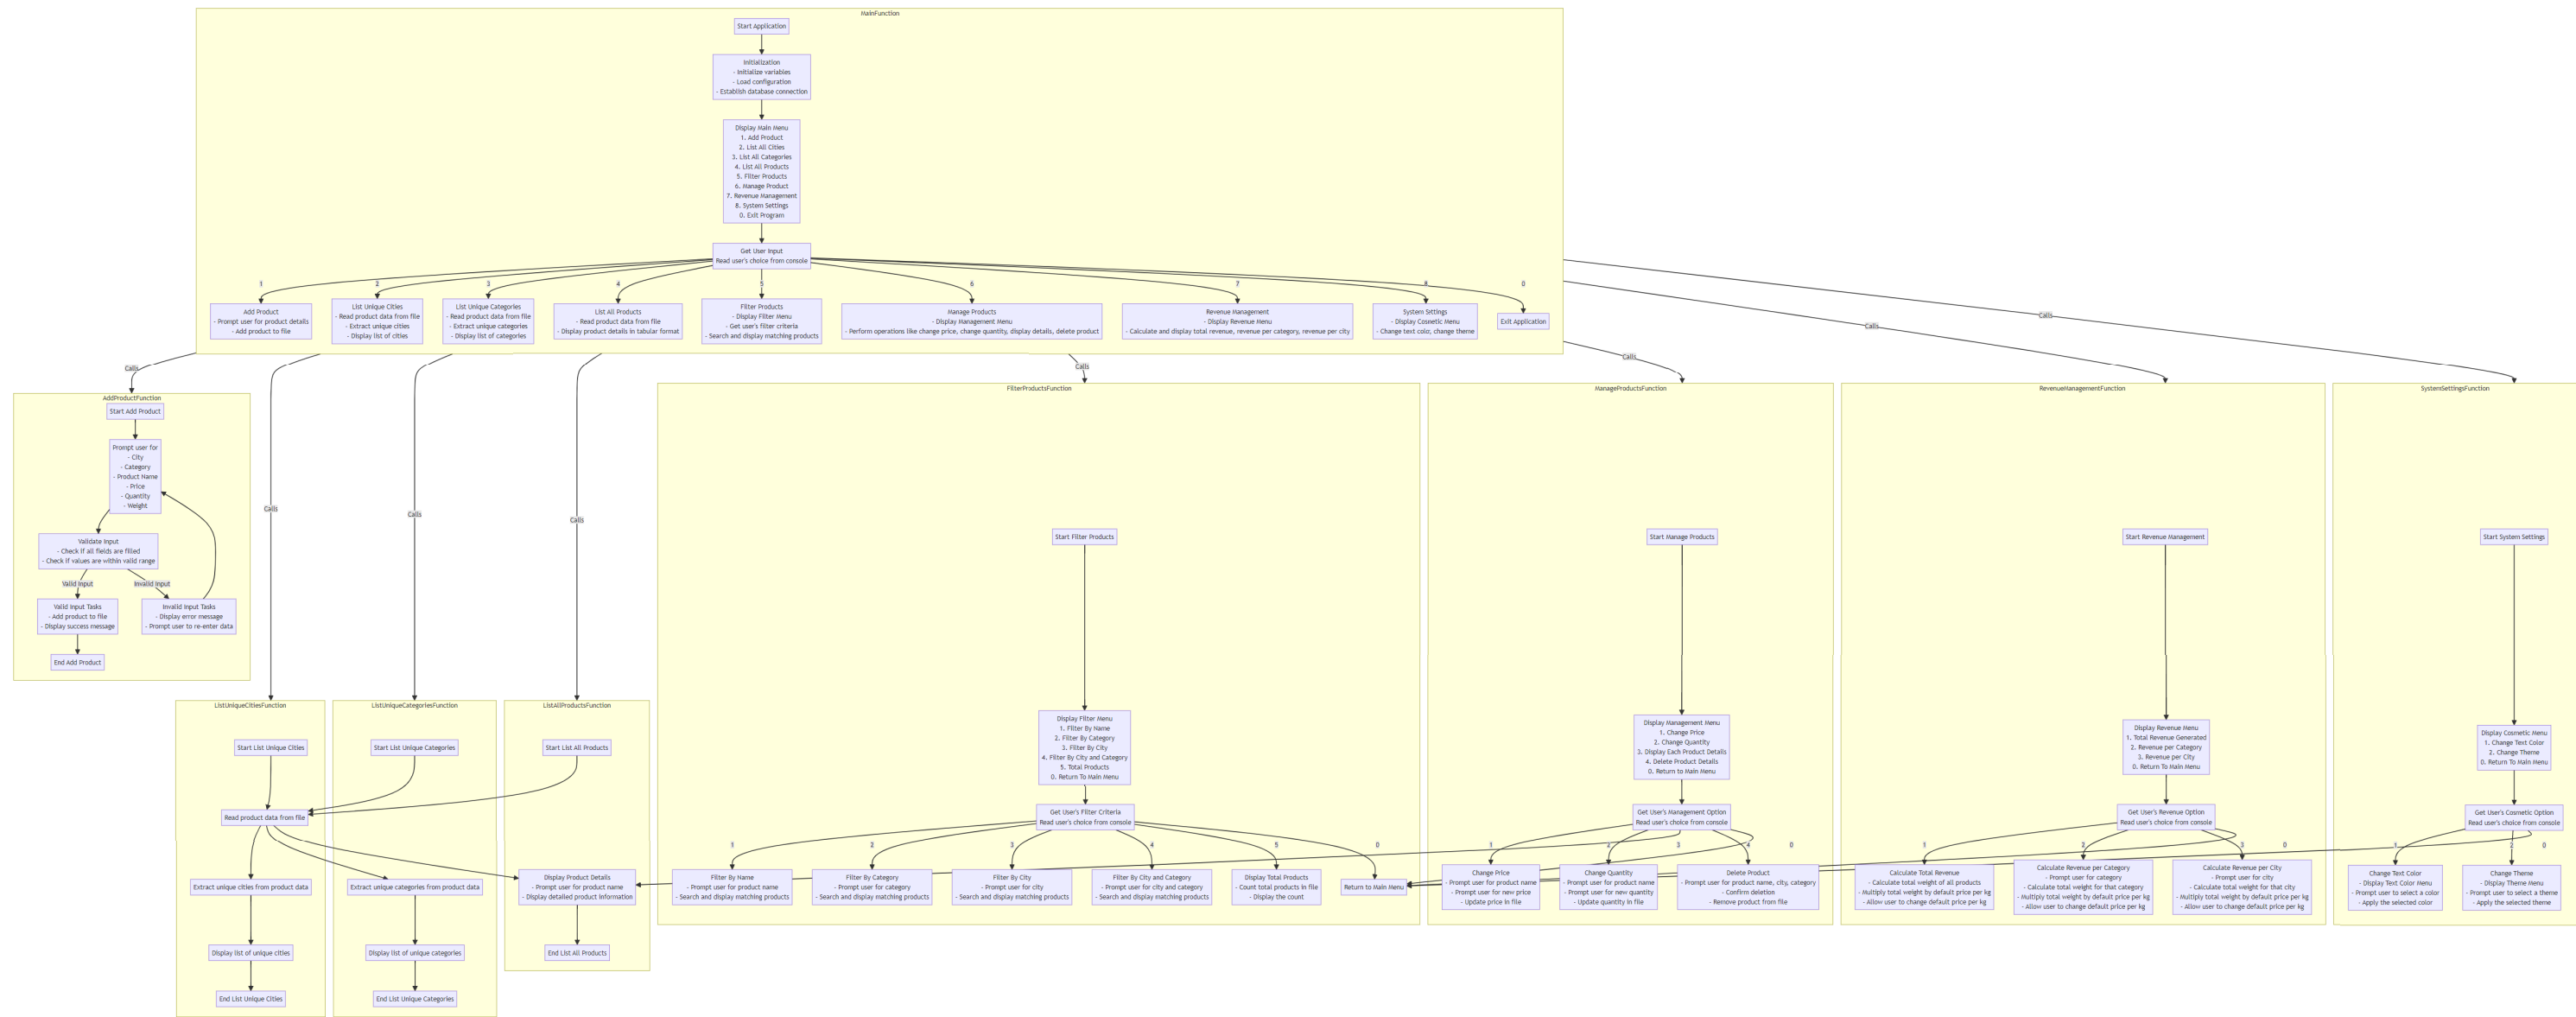 MainFunction
Start Application
Initialization
- Initialize variables
- Load configuration
- Establish database connection
Display Main Menu
1. Add Product
2. List All Cities
3. List All Categories
4. List All Products
5. Filter Products
6. Manage Product
7. Revenue Management
8. System Settings
0. Exit Program
Get User Input
Read user's choice from console
1
2
3
4
5
6
7
8
0
Add Product
- Prompt user for product details
- Add product to file
List Unique Cities
- Read product data from file
- Extract unique cities
- Display list of cities
List Unique Categories
- Read product data from file
- Extract unique categories
- Display list of categories
List All Products
- Read product data from file
- Display product details in tabular format
Filter Products
- Display Filter Menu
- Get user's filter criteria
- Search and display matching products
Manage Products
- Display Management Menu
- Perform operations like change price, change quantity, display details, delete product
Revenue Management
- Display Revenue Menu
- Calculate and display total revenue, revenue per category, revenue per city
System Settings
- Display Cosmetic Menu
- Change text color, change theme
Exit Application
Calls
Calls
Calls
Calls
Calls
Calls
Calls
Calls
AddProductFunction
Start Add Product
Prompt user for
- City
- Category
- Product Name
- Price
- Quantity
- Weight
Validate Input
- Check if all fields are filled
- Check if values are within valid range
Valid Input
Invalid Input
Valid Input Tasks
- Add product to file
- Display success message
Invalid Input Tasks
- Display error message
- Prompt user to re-enter data
End Add Product
ListUniqueCitiesFunction
Start List Unique Cities
Read product data from file
Extract unique cities from product data
Display list of unique cities
End List Unique Cities
ListUniqueCategoriesFunction
Start List Unique Categories
Extract unique categories from product data
Display list of unique categories
End List Unique Categories
ListAllProductsFunction
Start List All Products
Display Product Details
- Prompt user for product name
- Display detailed product information
End List All Products
FilterProductsFunction
Start Filter Products
Display Filter Menu
1. Filter By Name
2. Filter By Category
3. Filter By City
4. Filter By City and Category
5. Total Products
0. Return To Main Menu
Get User's Filter Criteria
Read user's choice from console
1
2
3
4
5
0
Filter By Name
- Prompt user for product name
- Search and display matching products
Filter By Category
- Prompt user for category
- Search and display matching products
Filter By City
- Prompt user for city
- Search and display matching products
Filter By City and Category
- Prompt user for city and category
- Search and display matching products
Display Total Products
- Count total products in file
- Display the count
Return to Main Menu
ManageProductsFunction
Start Manage Products
Display Management Menu
1. Change Price
2. Change Quantity
3. Display Each Product Details
4. Delete Product Details
0. Return to Main Menu
Get User's Management Option
Read user's choice from console
1
2
3
4
0
Change Price
- Prompt user for product name
- Prompt user for new price
- Update price in file
Change Quantity
- Prompt user for product name
- Prompt user for new quantity
- Update quantity in file
Delete Product
- Prompt user for product name, city, category
- Confirm deletion
- Remove product from file
RevenueManagementFunction
Start Revenue Management
Display Revenue Menu
1. Total Revenue Generated
2. Revenue per Category
3. Revenue per City
0. Return To Main Menu
Get User's Revenue Option
Read user's choice from console
1
2
3
0
Calculate Total Revenue
- Calculate total weight of all products
- Multiply total weight by default price per kg
- Allow user to change default price per kg
Calculate Revenue per Category
- Prompt user for category
- Calculate total weight for that category
- Multiply total weight by default price per kg
- Allow user to change default price per kg
Calculate Revenue per City
- Prompt user for city
- Calculate total weight for that city
- Multiply total weight by default price per kg
- Allow user to change default price per kg
SystemSettingsFunction
Start System Settings
Display Cosmetic Menu
1. Change Text Color
2. Change Theme
0. Return To Main Menu
Get User's Cosmetic Option
Read user's choice from console
1
2
0
Change Text Color
- Display Text Color Menu
- Prompt user to select a color
- Apply the selected color
Change Theme
- Display Theme Menu
- Prompt user to select a theme
- Apply the selected theme